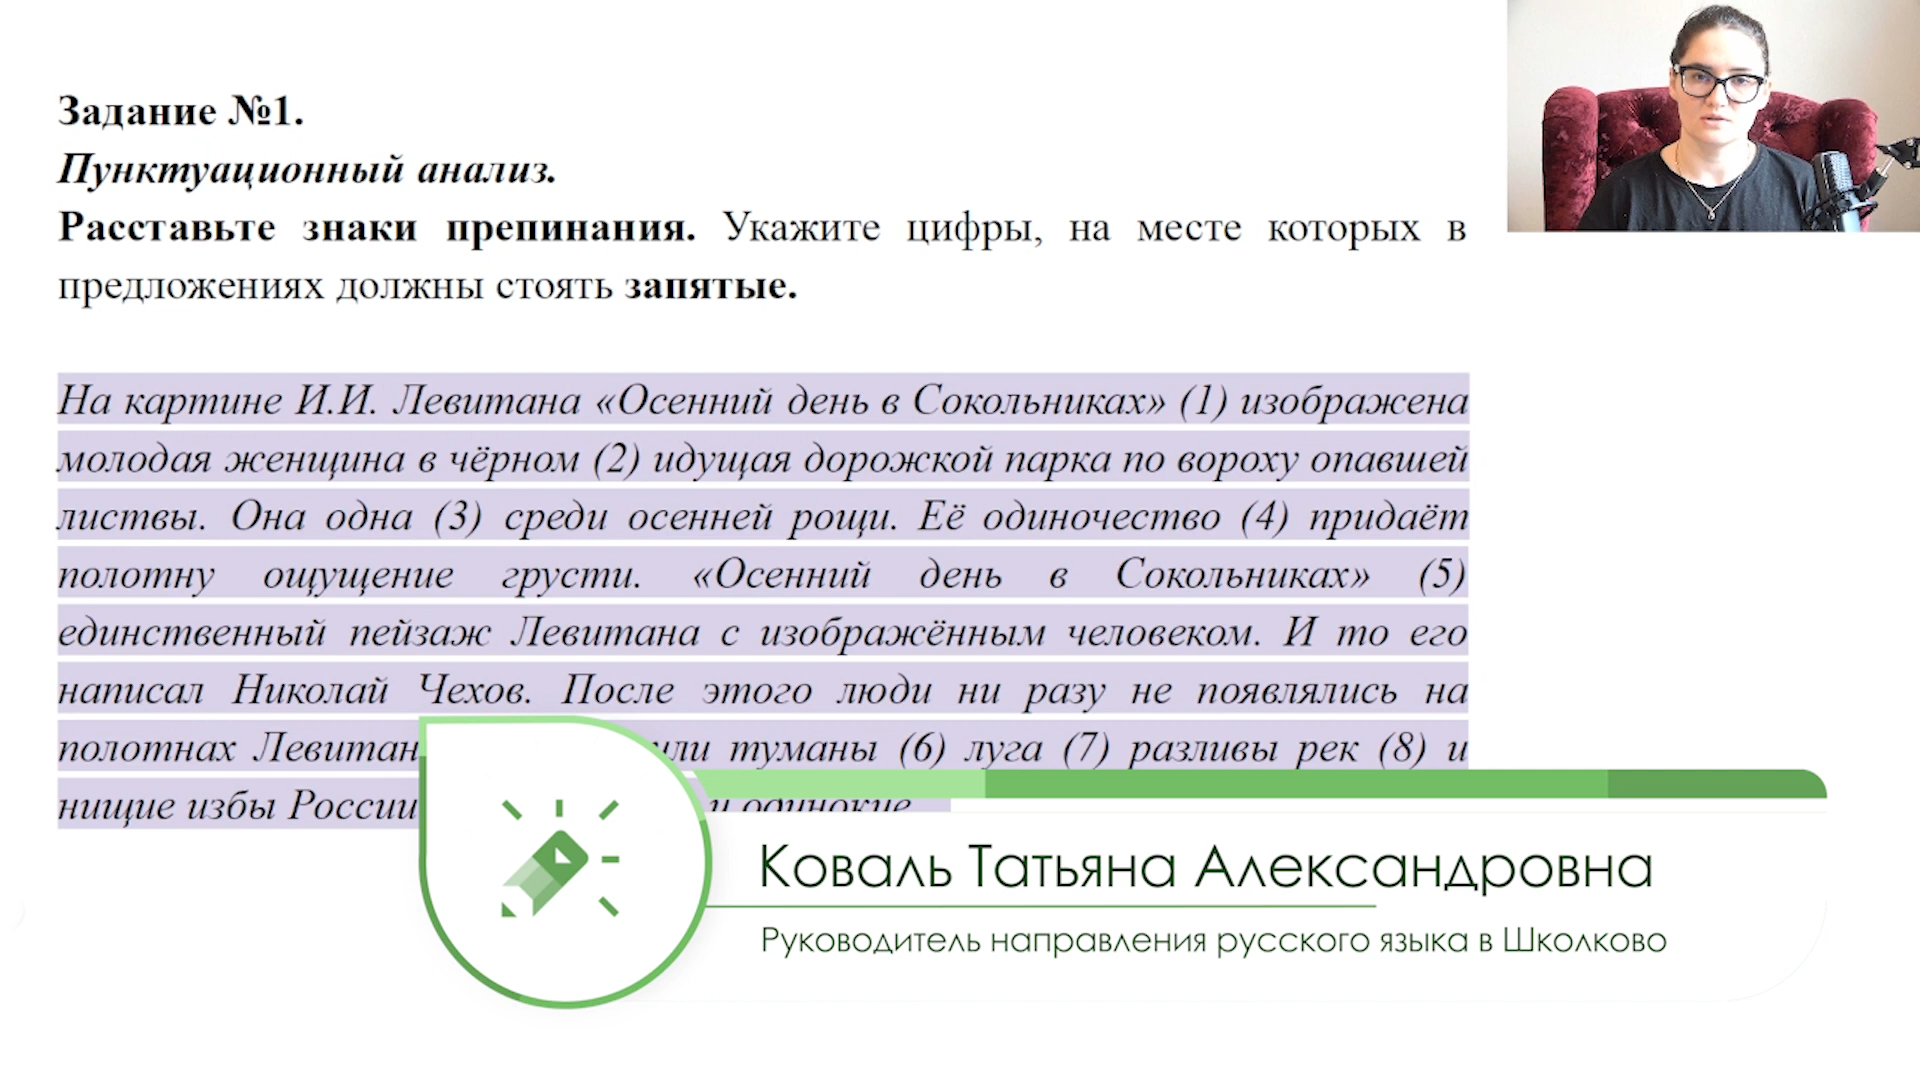 Задание №1.
Пунктуационный анализ.
Расставьте знаки препинания. Укажите цифры, на месте которых в
предложениях должны стоять запятые.
На картине И.И. Левитана «Осенний день в Сокольниках» (1) изображена
молодая женщина в чёрном (2) идущая дорожкой парка по вороху опавшей
листвы. Она одна (3) среди осенней рощи. Её одиночество (4) придаёт
полотну ощущение грусти. «Осенний день в Сокольниках» (5)
единственный пейзаж Левитана с изображённым человеком. И то его
написал Николай Чехов. После этого люди ни разу не появлялись на
полотнах туманы (6) луга (7) разливы рек (8) и
нищие избы России и одинокие
Коваль Татьяна Александровна
Руководитель направления русского языка в Школково